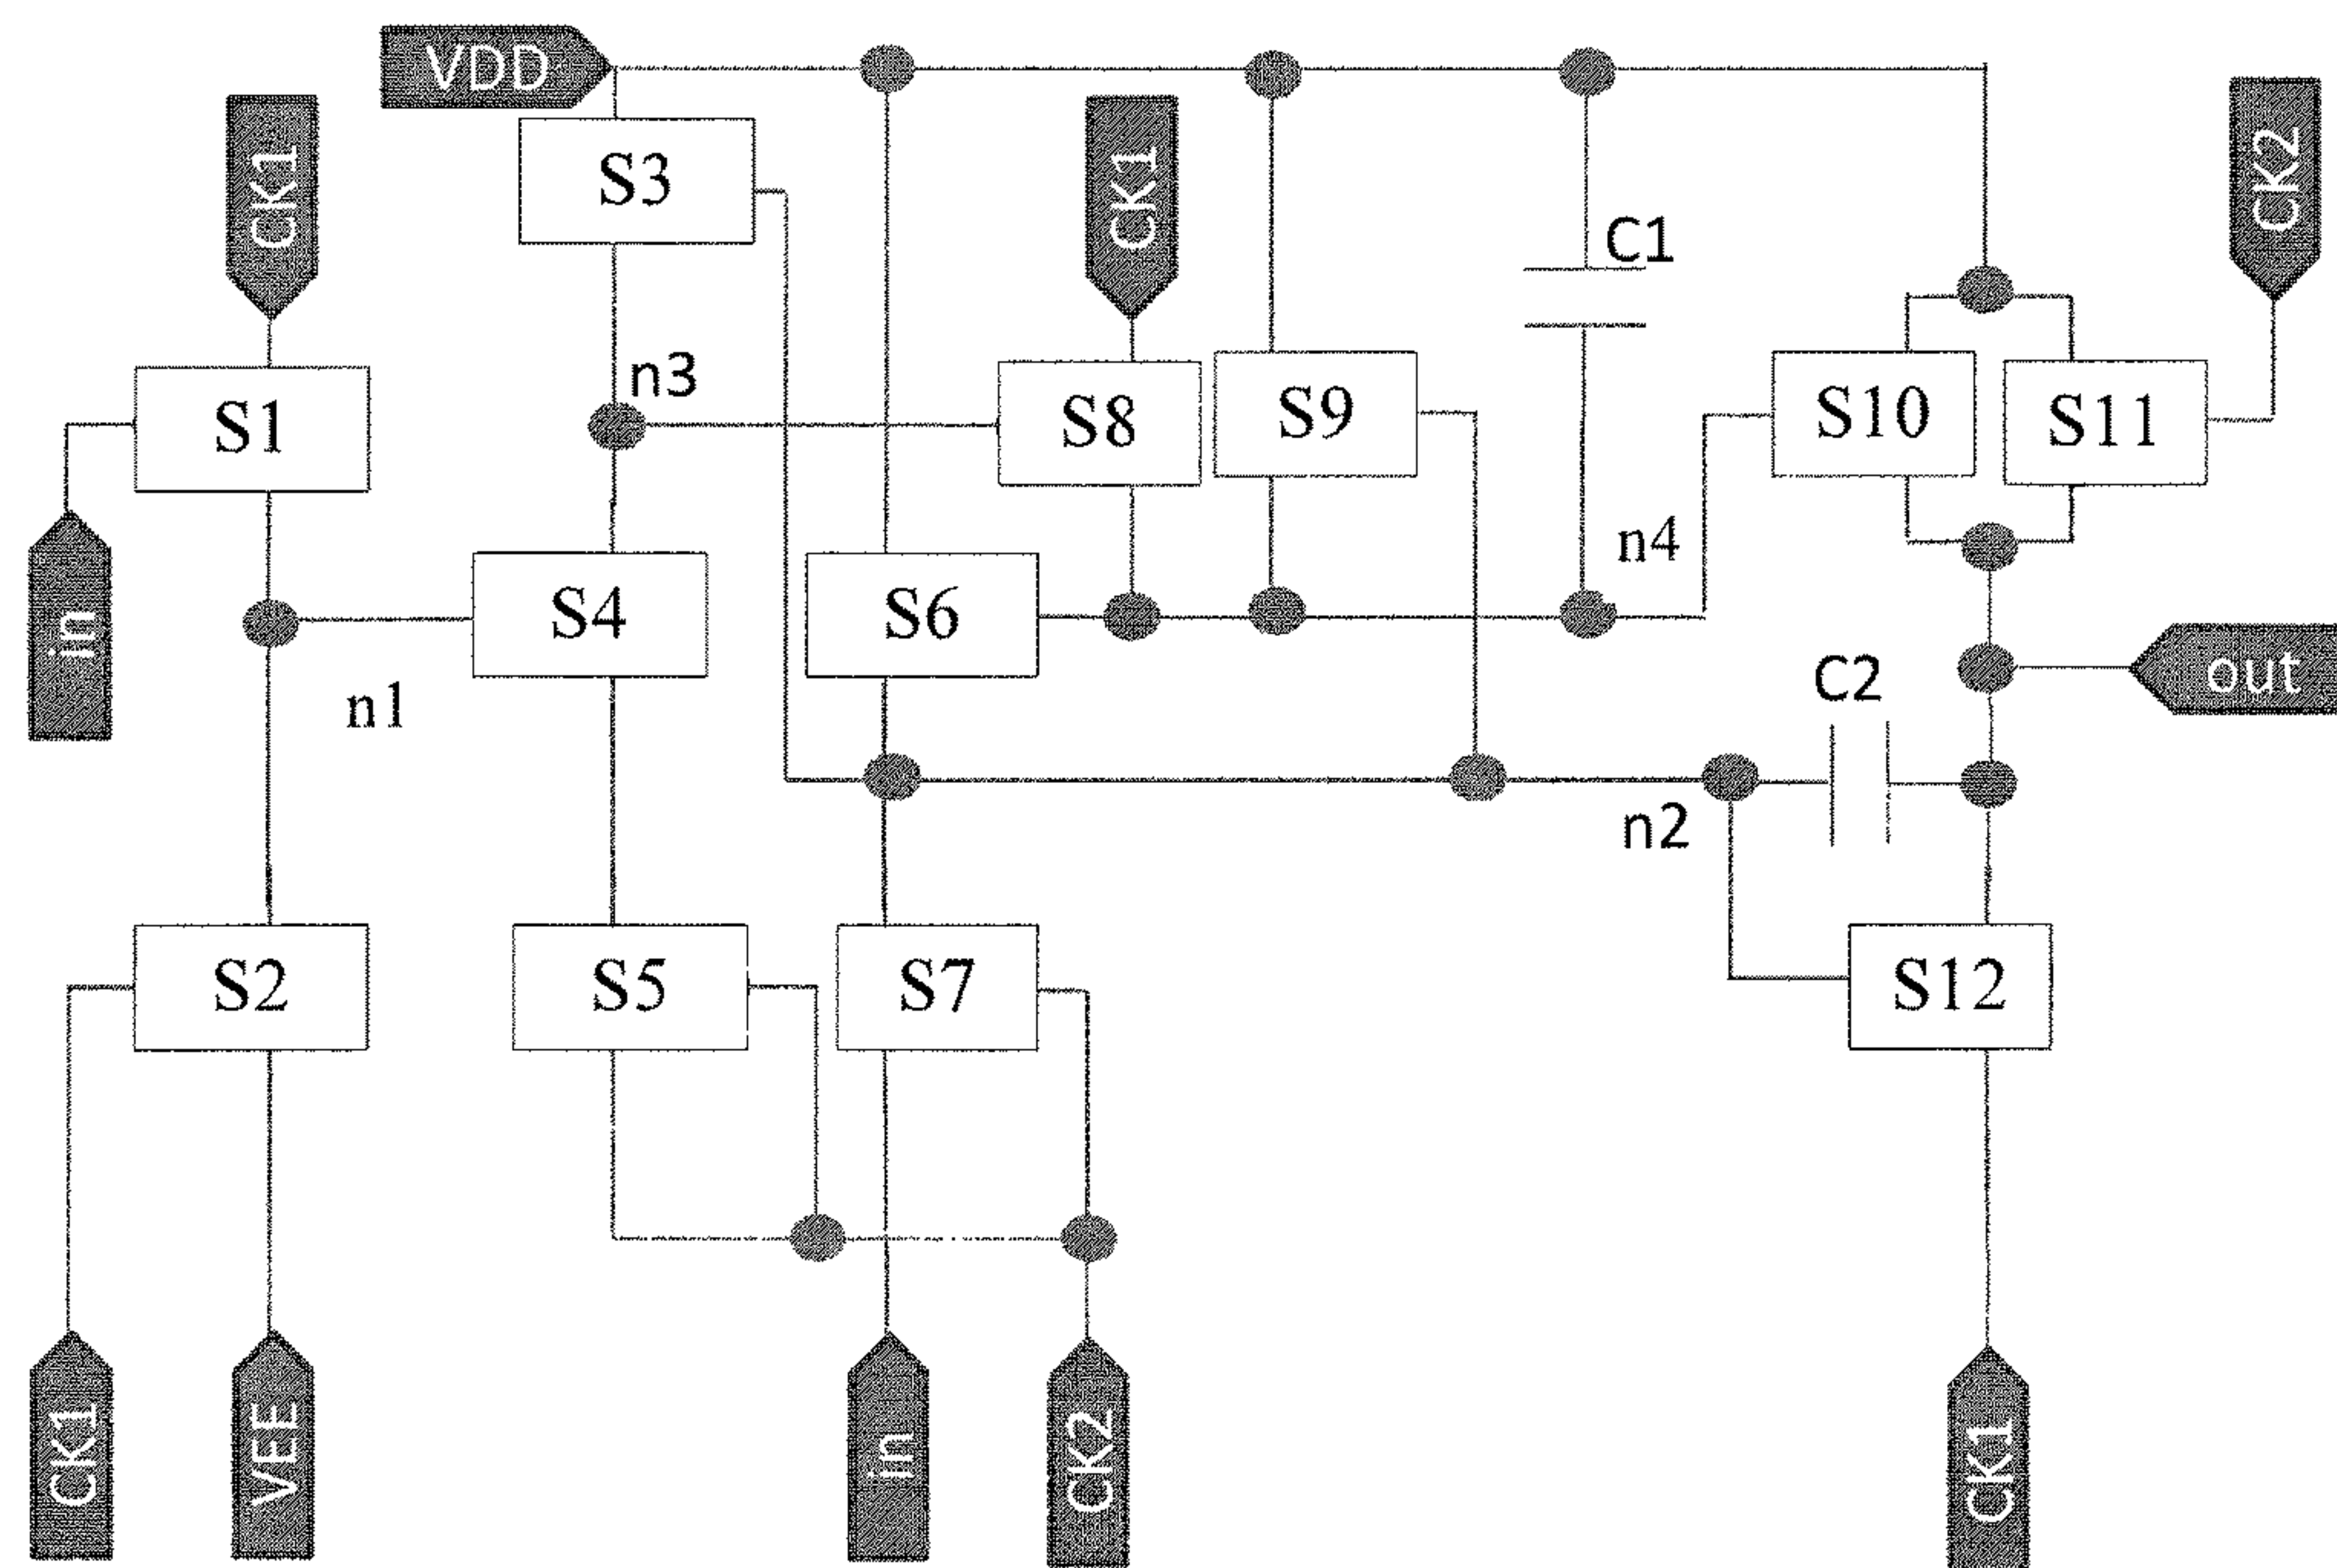 VDD
CK1
CK1
CK2
S3
C1
n3
S1
S8
S9
S10
S11
n4
in
S4
S6
n1
C2
out
n2
S2
S5
S7
S12
CK1
VEE
in
CK2
CK1